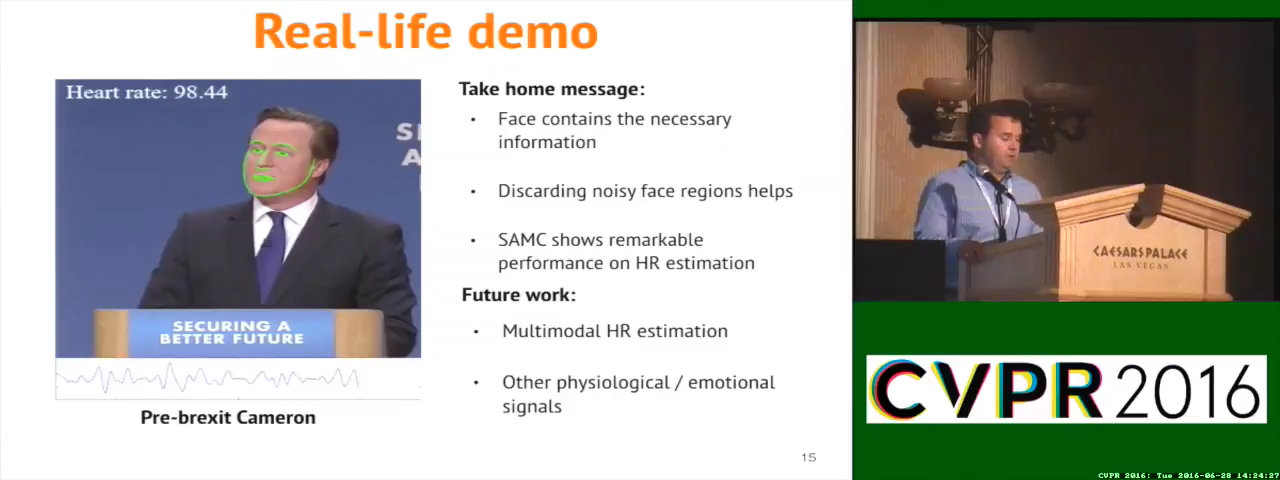 Real-life demo
Heart rate: 98.44
SECURING A
BETTER FUTURE
Pre-brexit Cameron
Take home message:
• Face contains the necessary
information
• Discarding noisy face regions helps
• SAMC shows remarkable
performance on HR estimation
Future work:
• Multimodal HR estimation
• Other physiological / emotional
signals
15
CAESARS PALACE
LAS VEGAS
CVPR 2016
CVPR 2016: Tue 2016-06-28 14:24:27